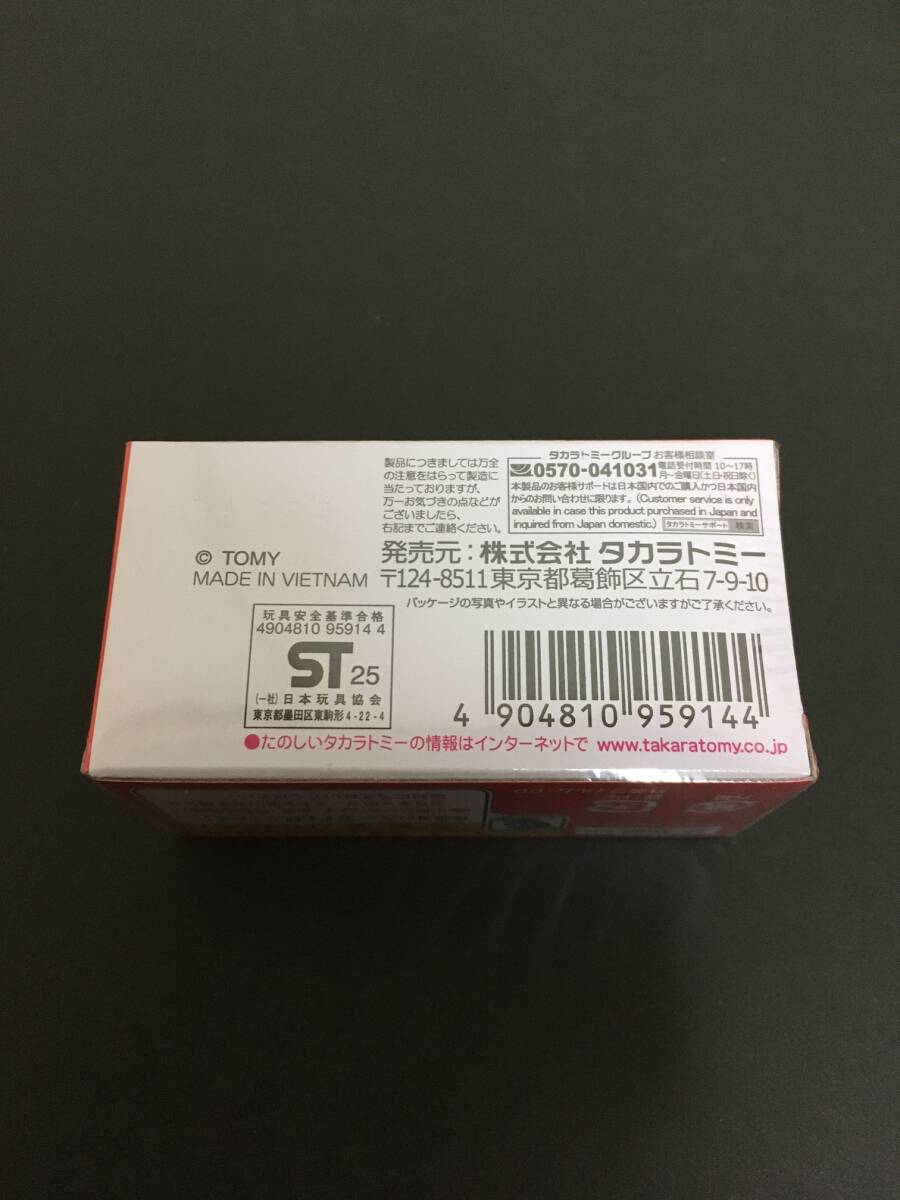 製品につきましては万全
の注意をはらって製造に
当たっておりますが、
万一お気づきの点などが
ございましたら、
右記までご連絡ください。
タカラトミーグループ お客様相談室
0570-041031 電話受付時間 10〜17時
月〜金曜日(土日・祝日除く)
本製品のお客様サポートは日本国内でのご購入かつ日本国内
からのお問い合わせに限ります。(Customer service is only
available in case this product purchased in Japan and
inquired from Japan domestic.) タカラトミーサポート 検索
© TOMY
MADE IN VIETNAM
発売元：株式会社 タカラトミー
〒124-8511 東京都葛飾区立石7-9-10
パッケージの写真やイラストと異なる場合がございますがご了承ください。
玩具安全基準合格
4904810 95914 4
ST 25
(一社)日本玩具協会
東京都墨田区東駒形4-22-4
4 904810 959144
●たのしいタカラトミーの情報はインターネットで www.takaratomy.co.jp